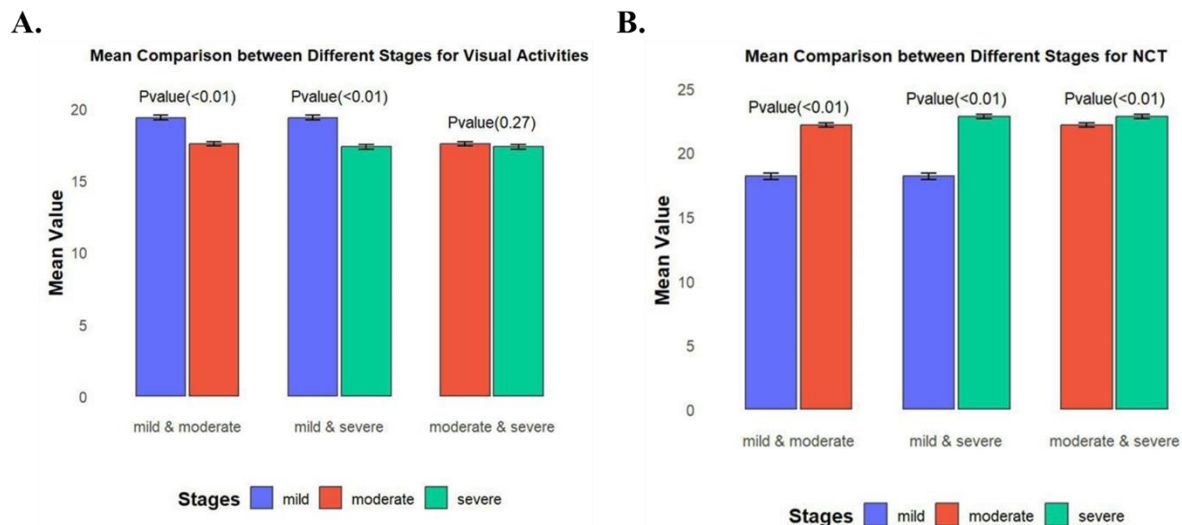 A.
Mean Comparison between Different Stages for Visual Activities
Pvalue(<0.01)
Pvalue(<0.01)
Pvalue(0.27)
20
15
10
5
0
Mean Value
mild & moderate
mild & severe
moderate & severe
Stages mild moderate severe
B.
Mean Comparison between Different Stages for NCT
Pvalue(<0.01)
Pvalue(<0.01)
Pvalue(<0.01)
25
20
15
10
5
0
Mean Value
mild & moderate
mild & severe
moderate & severe
Stages mild moderate severe